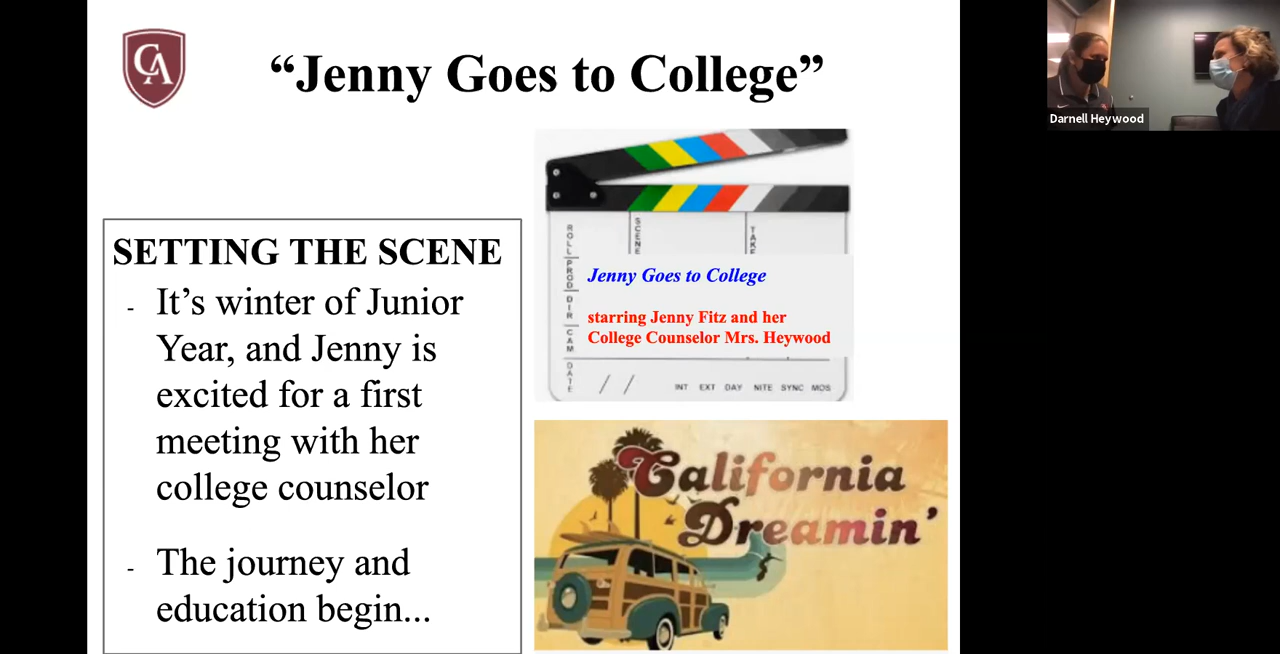 CA
“Jenny Goes to College”
Darnell Heywood
SETTING THE SCENE
- It’s winter of Junior
Year, and Jenny is
excited for a first
meeting with her
college counselor
- The journey and
education begin...
ROLL
SCENE
TAKE
PROD
DIR
CAM
DATE
Jenny Goes to College
starring Jenny Fitz and her
College Counselor Mrs. Heywood
/ / INT EXT DAY NITE SYNC MOS
California
Dreamin’